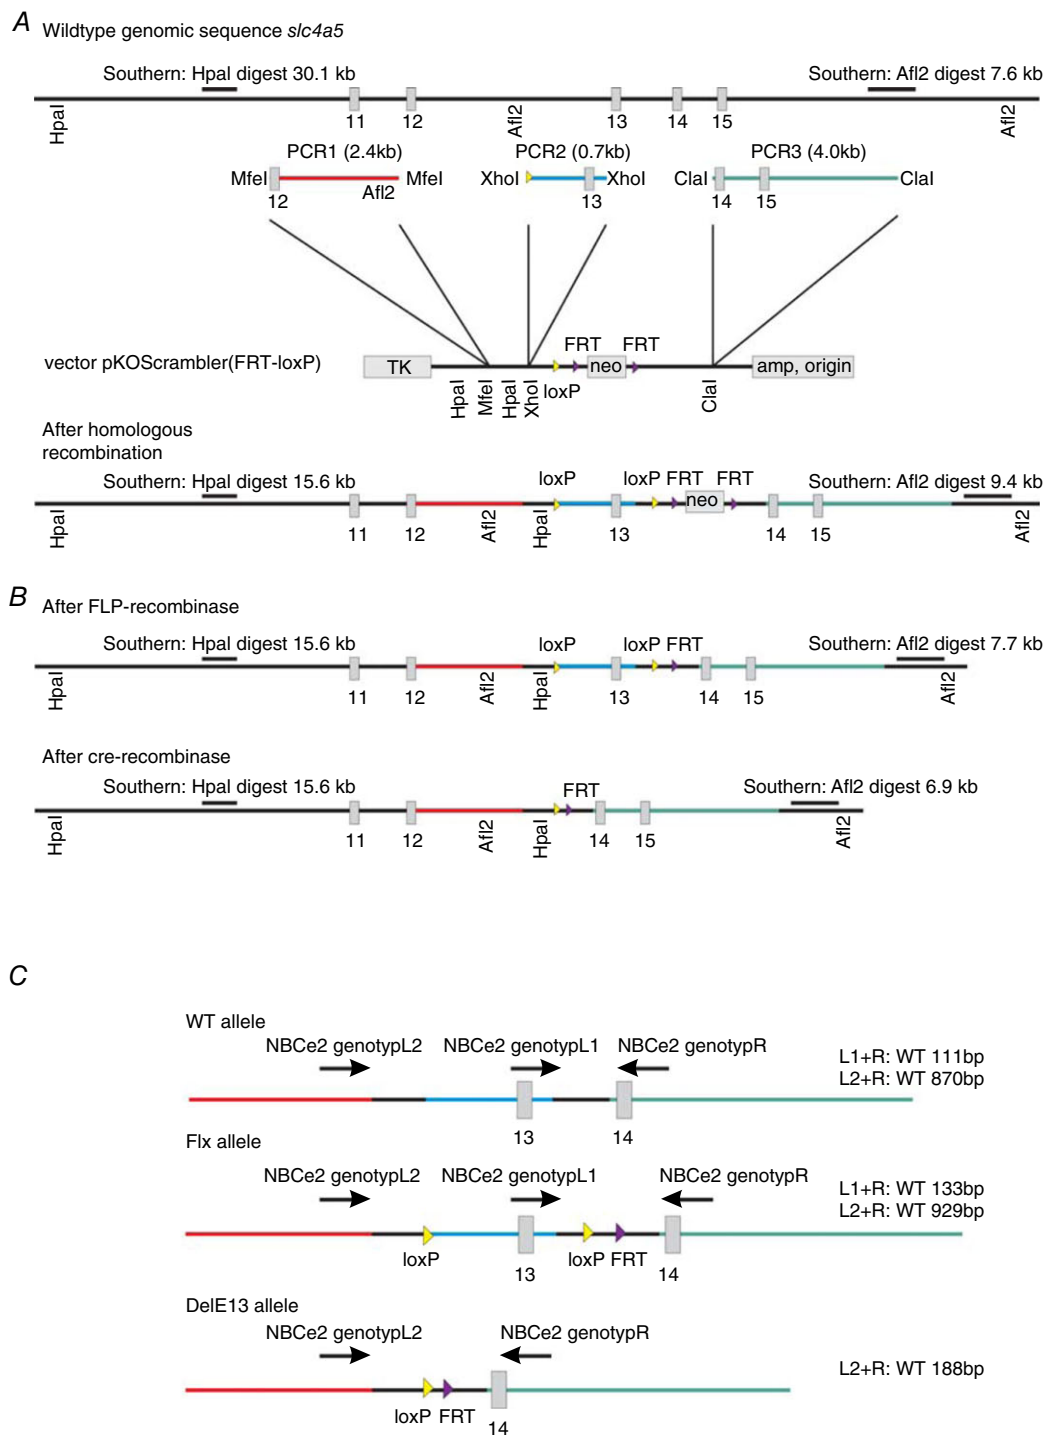 A Wildtype genomic sequence slc4a5
Southern: HpaI digest 30.1 kb
Southern: Afl2 digest 7.6 kb
HpaI
11
12
Afl2
13
14
15
Afl2
PCR1 (2.4kb)
PCR2 (0.7kb)
PCR3 (4.0kb)
MfeI
MfeI
XhoI
XhoI
ClaI
ClaI
12
Afl2
13
14
15
vector pKOScrambler(FRT-loxP)
TK
FRT
neo
FRT
amp, origin
HpaI
MfeI
HpaI
XhoI
loxP
ClaI
After homologous
recombination
Southern: HpaI digest 15.6 kb
loxP
loxP FRT
FRT
Southern: Afl2 digest 9.4 kb
neo
HpaI
11
12
Afl2
HpaI
13
14
15
Afl2
B After FLP-recombinase
Southern: HpaI digest 15.6 kb
loxP
loxP FRT
Southern: Afl2 digest 7.7 kb
HpaI
11
12
Afl2
HpaI
13
14
15
Afl2
After cre-recombinase
Southern: HpaI digest 15.6 kb
FRT
Southern: Afl2 digest 6.9 kb
HpaI
11
12
Afl2
HpaI
14
15
Afl2
C
WT allele
NBCe2 genotypL2
NBCe2 genotypL1
NBCe2 genotypR
L1+R: WT 111bp
L2+R: WT 870bp
13
14
Flx allele
NBCe2 genotypL2
NBCe2 genotypL1
NBCe2 genotypR
L1+R: WT 133bp
L2+R: WT 929bp
loxP
13
loxP FRT
14
DelE13 allele
NBCe2 genotypL2
NBCe2 genotypR
L2+R: WT 188bp
loxP FRT
14